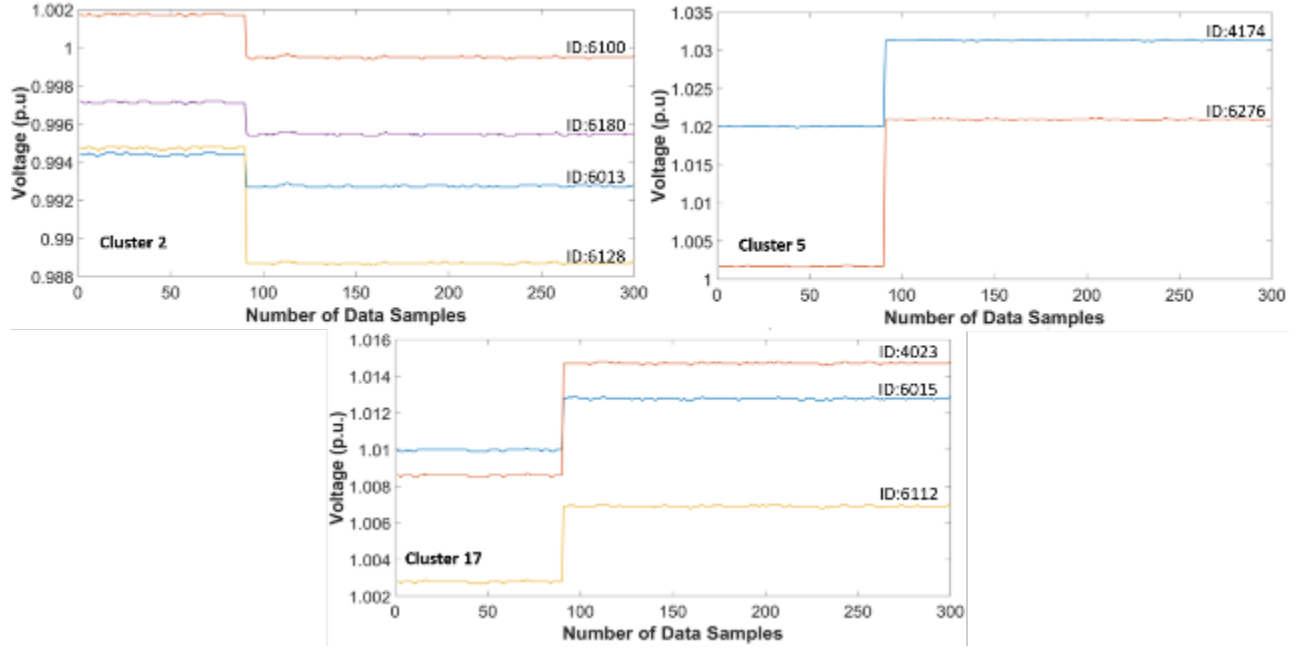 1.002
1
0.998
0.996
0.994
0.992
0.99
0.988
Voltage (p.u)
ID:6100
ID:6180
ID:6013
ID:6128
Cluster 2
0 50 100 150 200 250 300
Number of Data Samples
1.035
1.03
1.025
1.02
1.015
1.01
1.005
1
Voltage (p.u)
ID:4174
ID:6276
Cluster 5
0 50 100 150 200 250 300
Number of Data Samples
1.016
1.014
1.012
1.01
1.008
1.006
1.004
1.002
Voltage (p.u.)
ID:4023
ID:6015
ID:6112
Cluster 17
0 50 100 150 200 250 300
Number of Data Samples